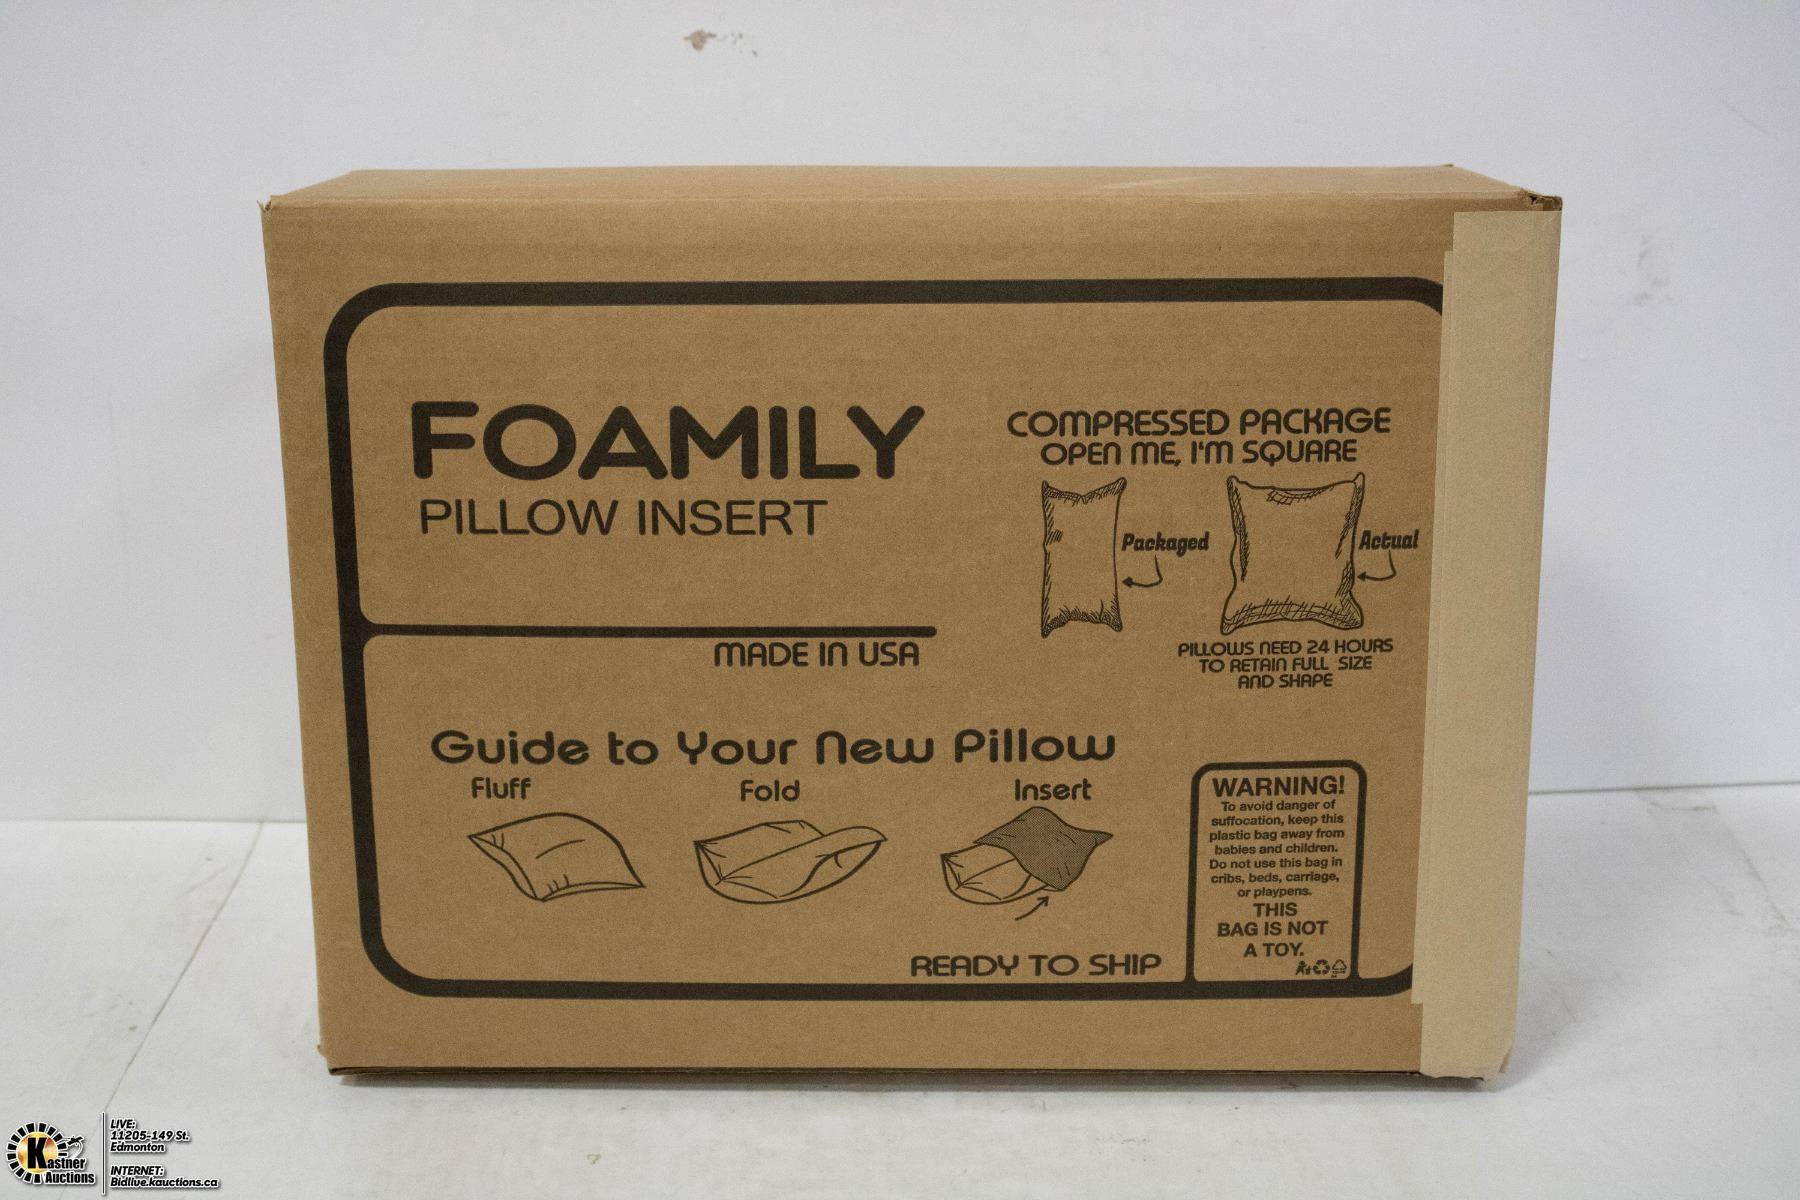 FOAMILY
PILLOW INSERT
MADE IN USA
COMPRESSED PACKAGE
OPEN ME, I'M SQUARE
Packaged
Actual
PILLOWS NEED 24 HOURS
TO RETAIN FULL SIZE
AND SHAPE
Guide to Your New Pillow
Fluff
Fold
Insert
READY TO SHIP
WARNING!
To avoid danger of
suffocation, keep this
plastic bag away from
babies and children.
Do not use this bag in
cribs, beds, carriage,
or playpens.
THIS
BAG IS NOT
A TOY.
Kastner
Auctions
LIVE:
11205-149 St.
Edmonton
INTERNET:
Bidlive.kauctions.ca